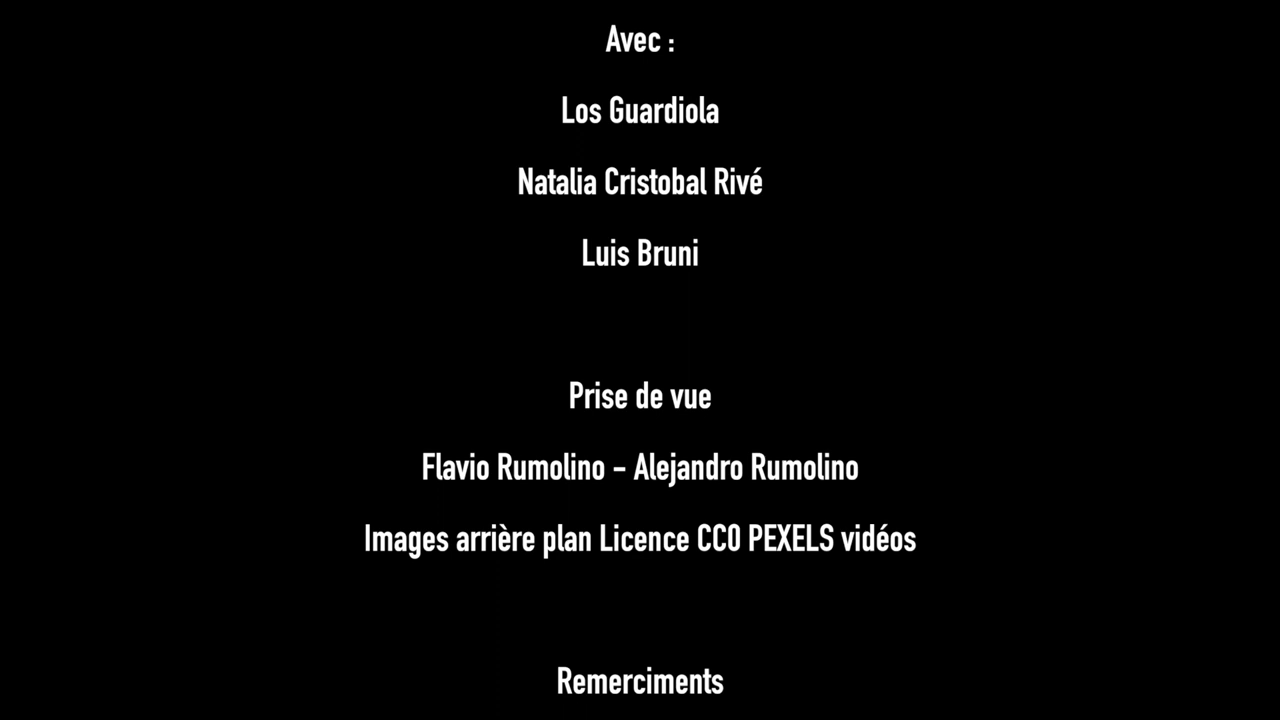 Avec :
Los Guardiola
Natalia Cristobal Rivé
Luis Bruni
Prise de vue
Flavio Rumolino - Alejandro Rumolino
Images arrière plan Licence CC0 PEXELS vidéos
Remerciments